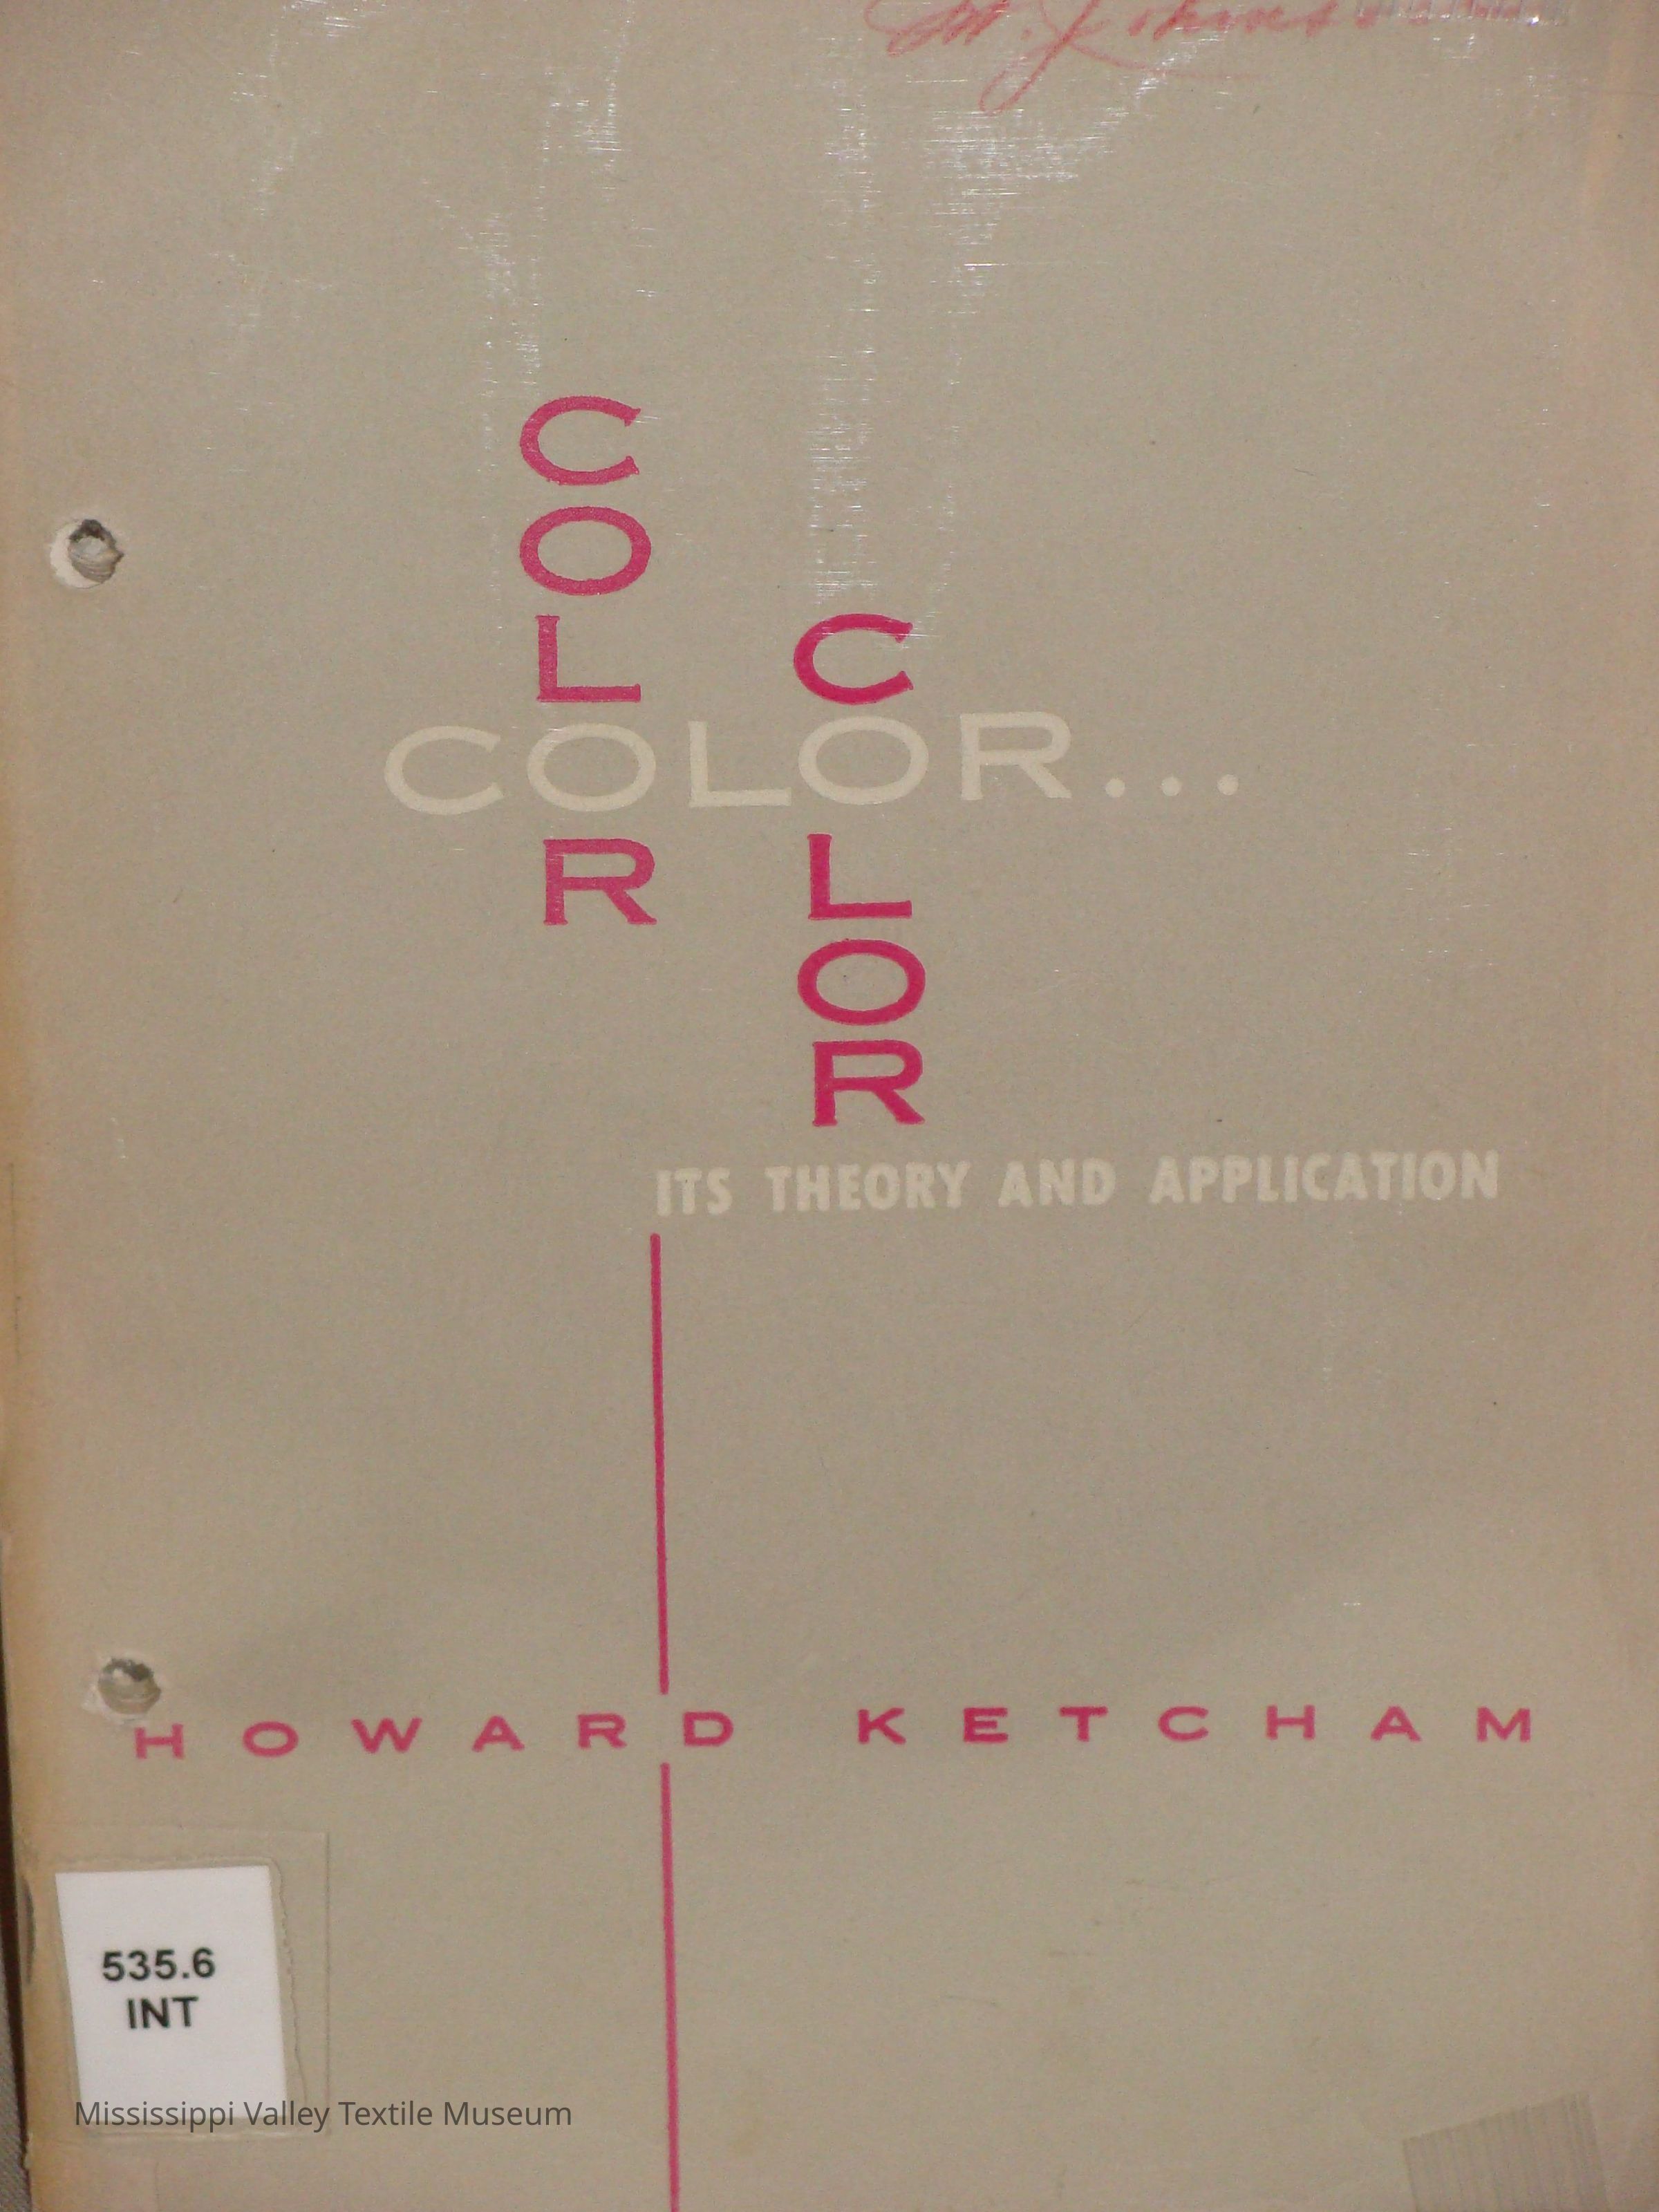 COLOR
COLOR
COLOR...
ITS THEORY AND APPLICATION
HOWARD KETCHAM
535.6
INT
Mississippi Valley Textile Museum